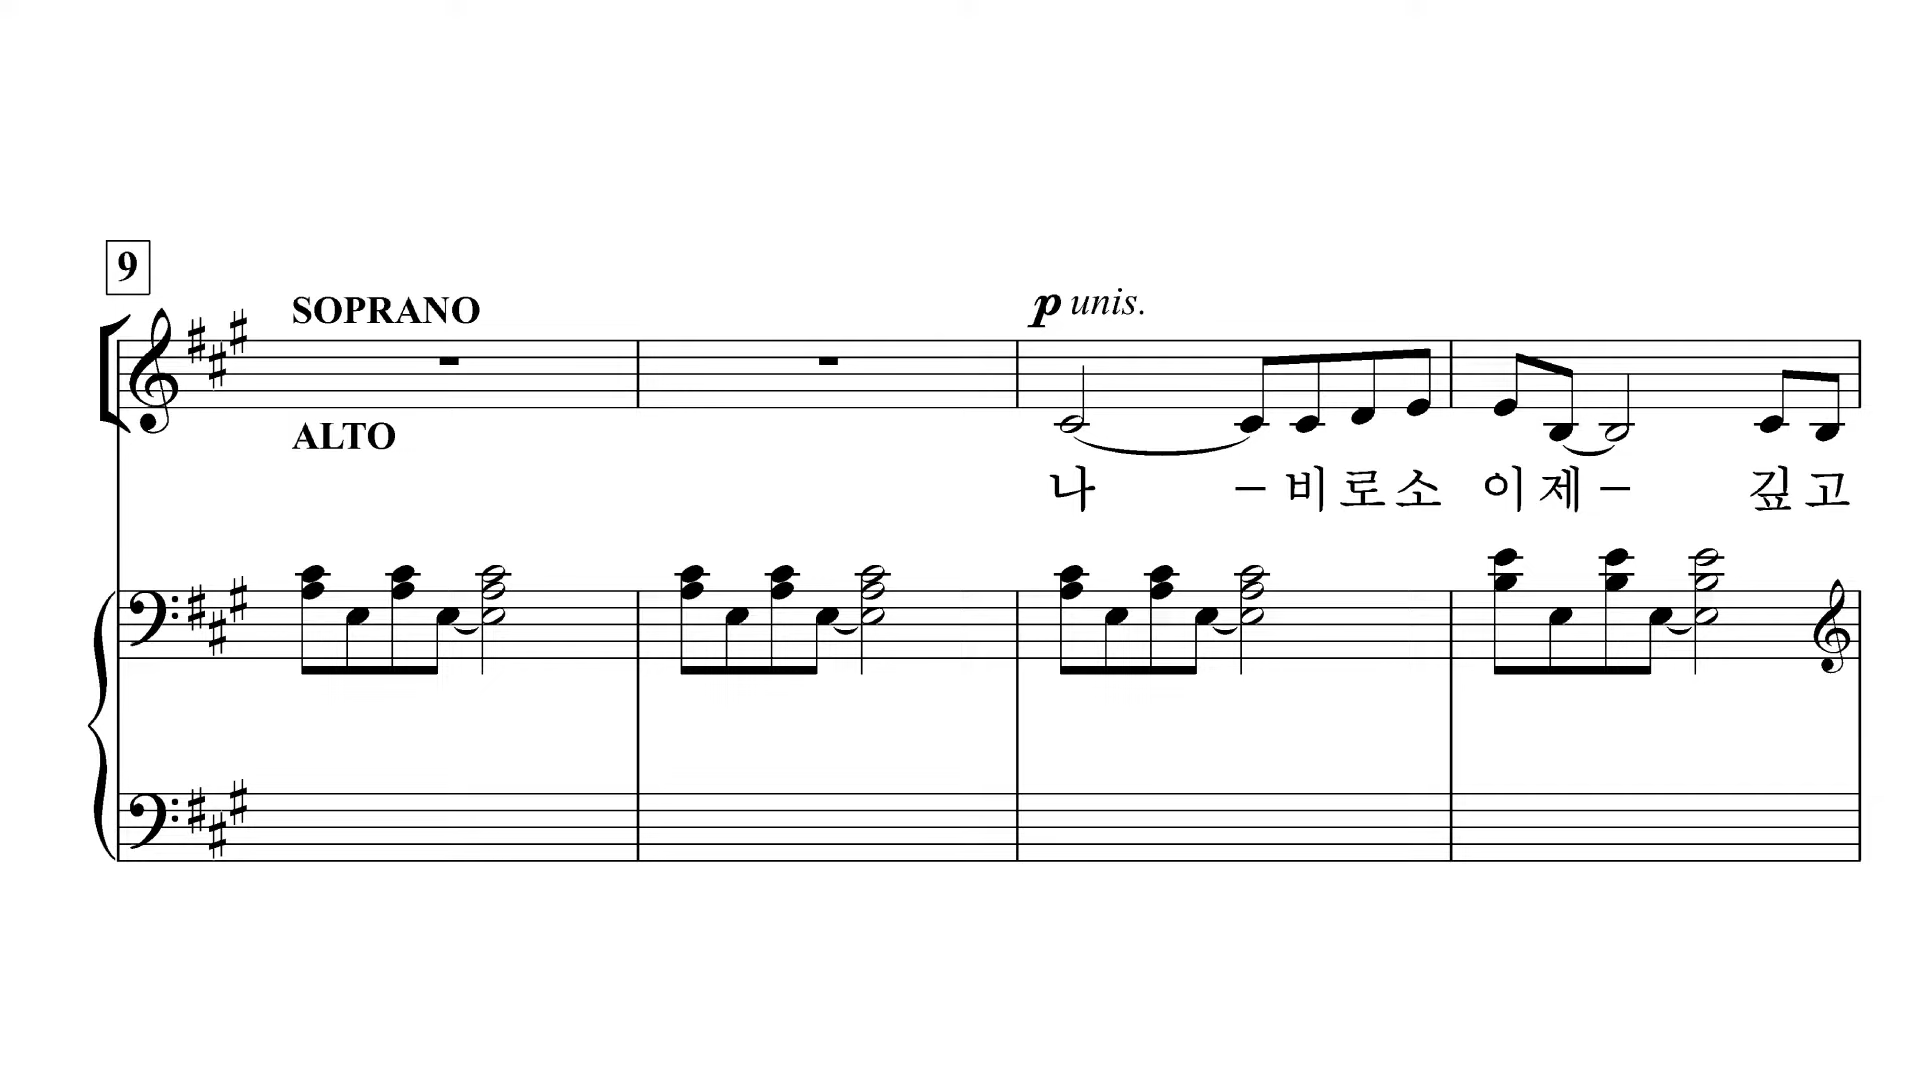 9
SOPRANO
p unis.
ALTO
나 – 비 로 소 이 제 – 깊 고